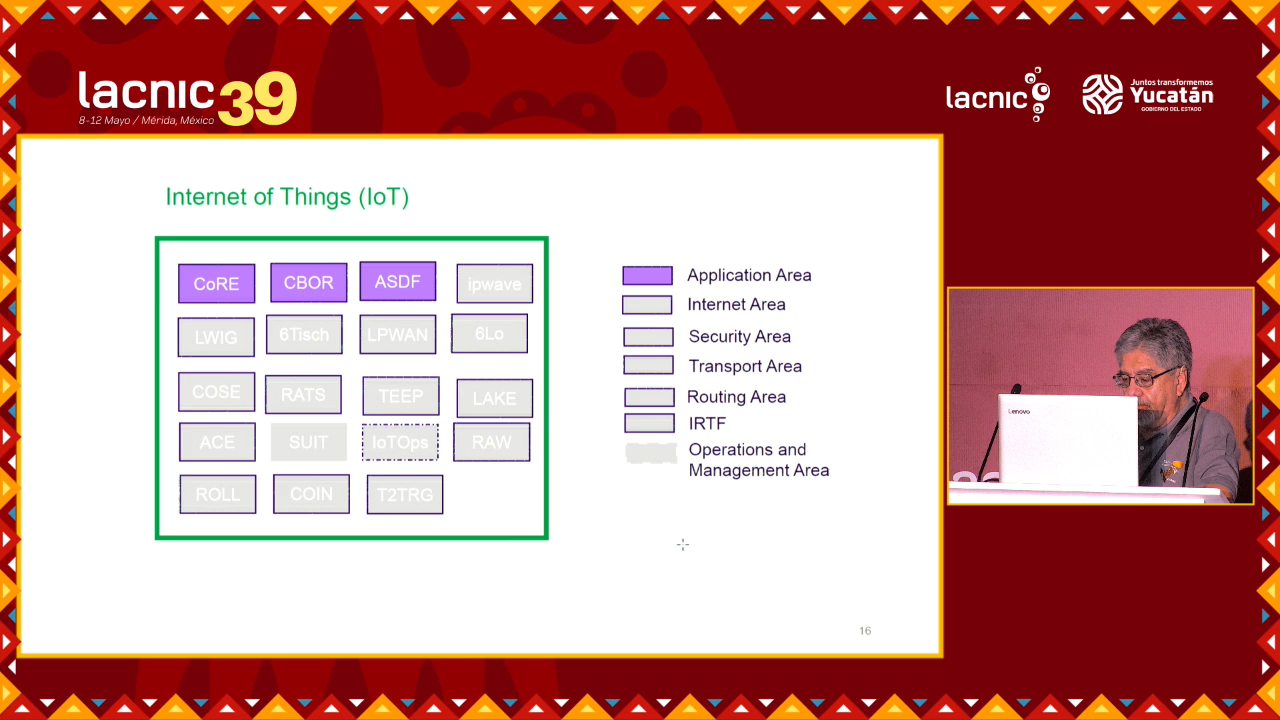 lacnic 39
8-12 Mayo / Mérida, México
lacnic
Juntos transformemos
Yucatán
GOBIERNO DEL ESTADO
Internet of Things (IoT)
CoRE CBOR ASDF ipwave
LWIG 6Tisch LPWAN 6Lo
COSE RATS TEEP LAKE
ACE SUIT IoTOps RAW
ROLL COIN T2TRG
Application Area
Internet Area
Security Area
Transport Area
Routing Area
IRTF
Operations and
Management Area
16
Lenovo